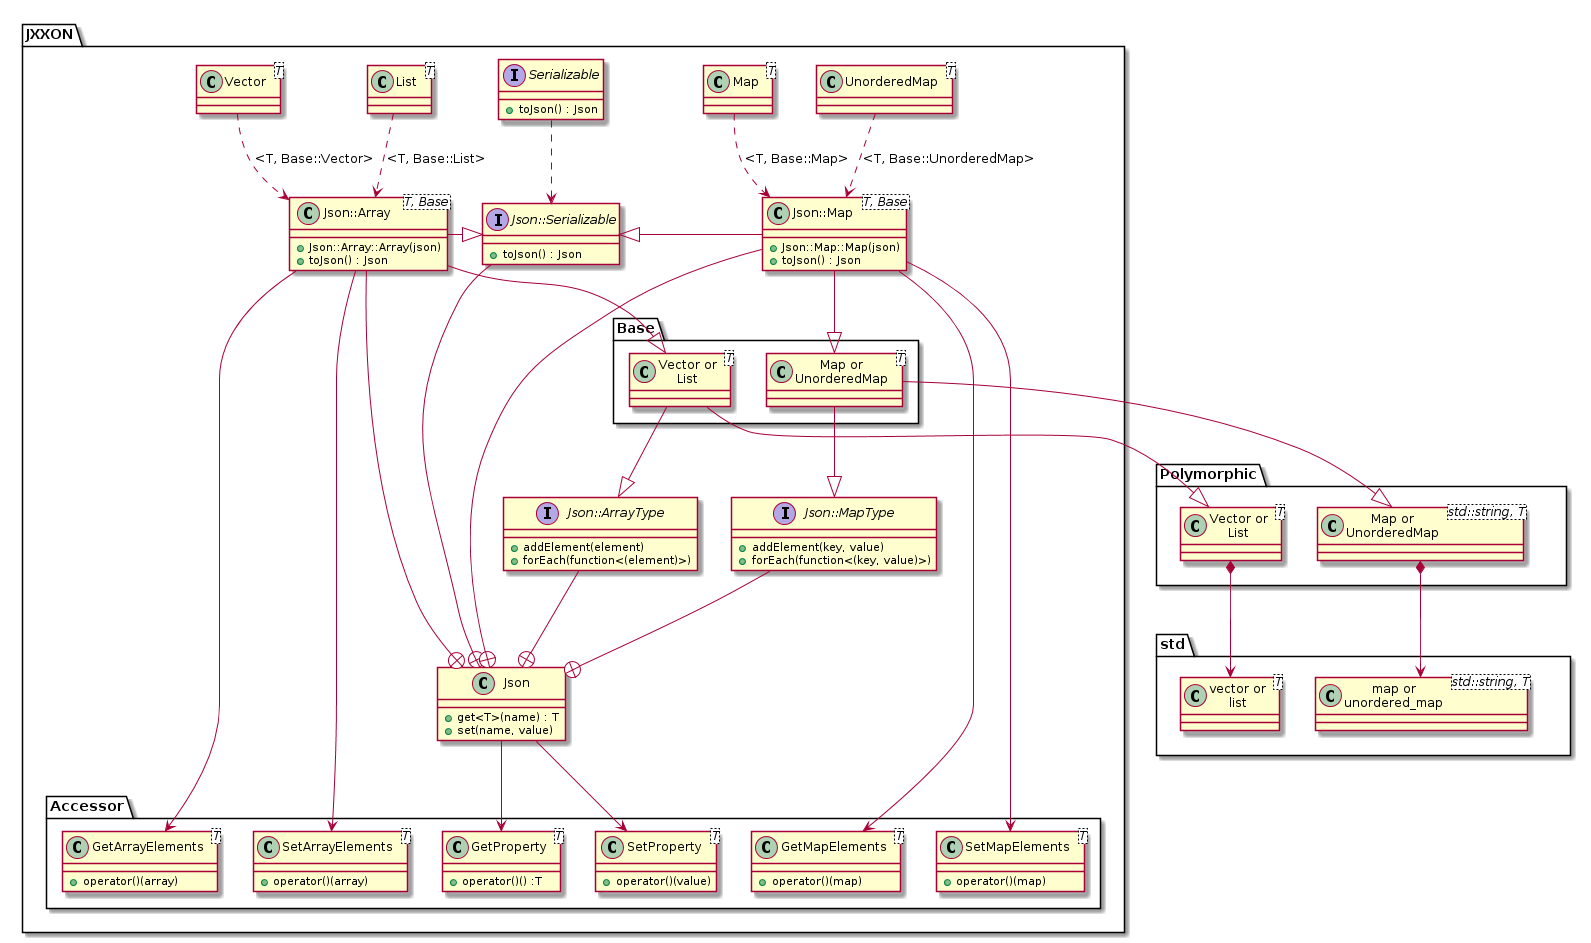 JXXON
C Vector T
C List T
I Serializable
toJson() : Json
C Map T
C UnorderedMap T
<T, Base::Vector>
<T, Base::List>
<T, Base::Map>
<T, Base::UnorderedMap>
C Json::Array T, Base
Json::Array::Array(json)
toJson() : Json
I Json::Serializable
toJson() : Json
C Json::Map T, Base
Json::Map::Map(json)
toJson() : Json
Base
C Vector or
List
T
C Map or
UnorderedMap
T
Polymorphic
C Vector or
List
T
C Map or
UnorderedMap
std::string, T
I Json::ArrayType
addElement(element)
forEach(function<(element)>)
I Json::MapType
addElement(key, value)
forEach(function<(key, value)>)
std
C vector or
list
T
C map or
unordered_map
std::string, T
C Json
get<T>(name) : T
set(name, value)
Accessor
C GetArrayElements T
operator()(array)
C SetArrayElements T
operator()(array)
C GetProperty T
operator()() :T
C SetProperty T
operator()(value)
C GetMapElements T
operator()(map)
C SetMapElements T
operator()(map)